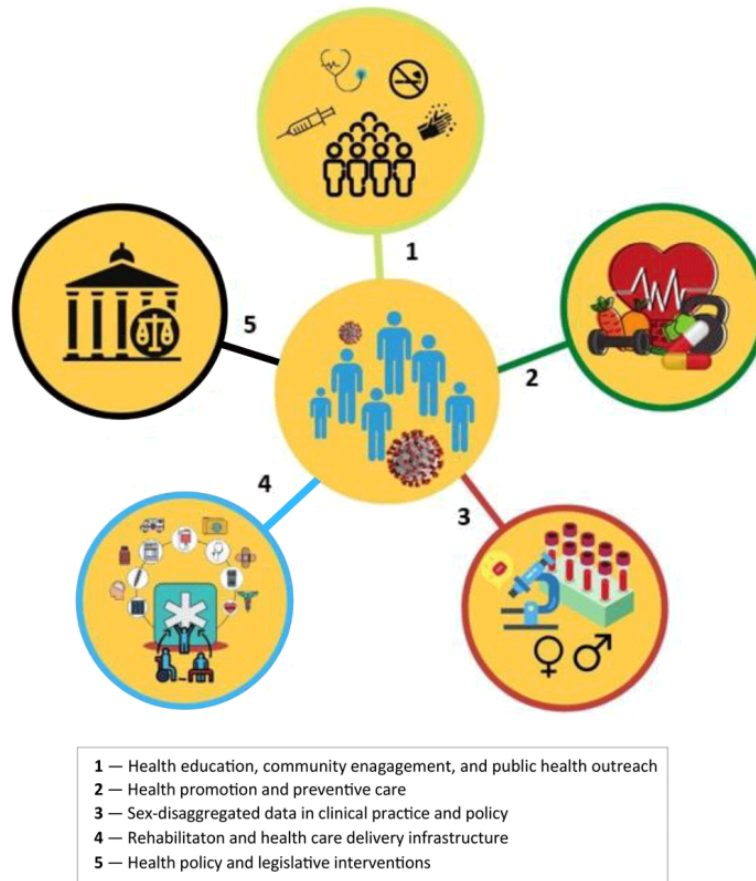 1
5
2
4
3
1 — Health education, community enagagement, and public health outreach
2 — Health promotion and preventive care
3 — Sex-disaggregated data in clinical practice and policy
4 — Rehabilitaton and health care delivery infrastructure
5 — Health policy and legislative interventions